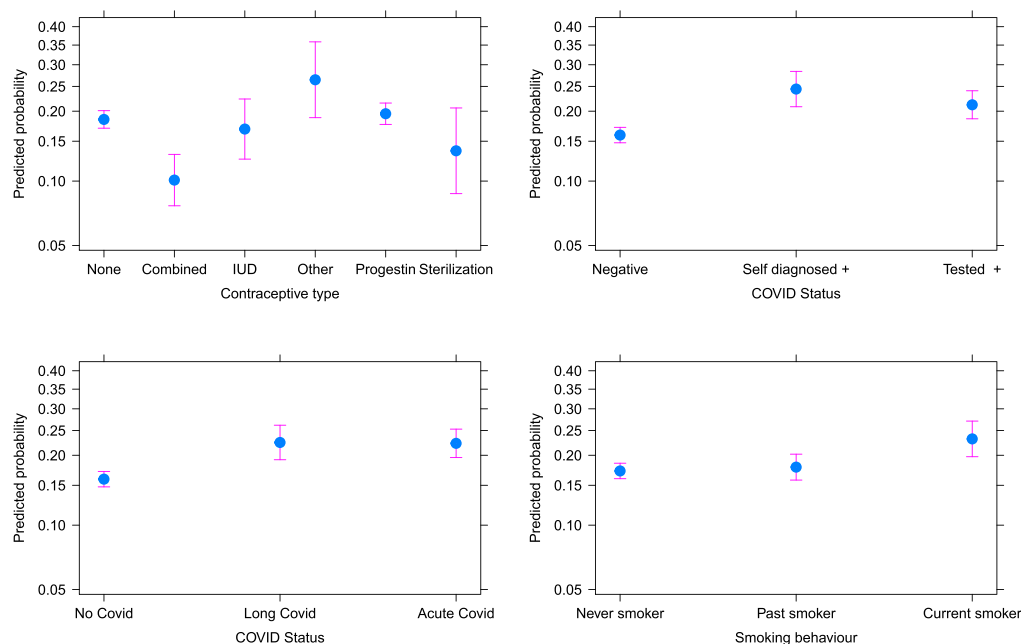 0.40
0.35
0.30
0.25
0.20
0.15
0.10
0.05
Predicted probability
None Combined IUD Other Progestin Sterilization
Contraceptive type
0.40
0.35
0.30
0.25
0.20
0.15
0.10
0.05
Predicted probability
Negative Self diagnosed + Tested +
COVID Status
0.40
0.35
0.30
0.25
0.20
0.15
0.10
0.05
Predicted probability
No Covid Long Covid Acute Covid
COVID Status
0.40
0.35
0.30
0.25
0.20
0.15
0.10
0.05
Predicted probability
Never smoker Past smoker Current smoker
Smoking behaviour